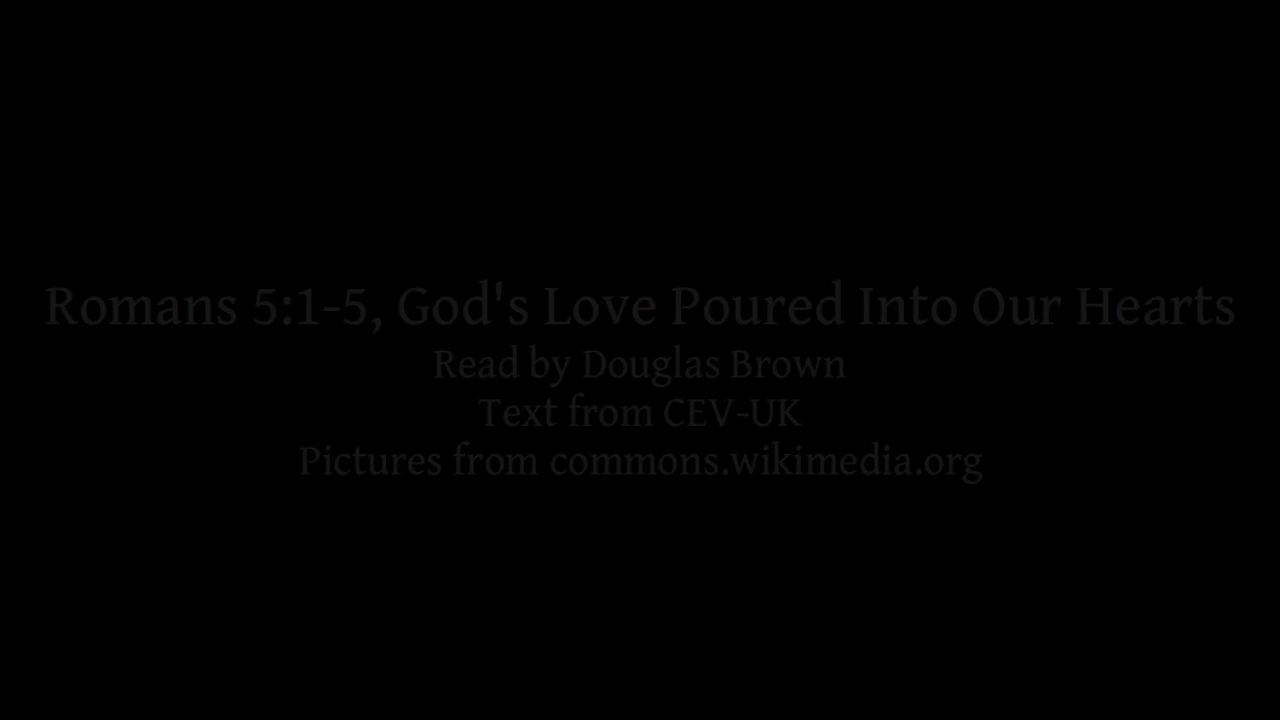 Romans 5:1-5, God's Love Poured Into Our Hearts
Read by Douglas Brown
Text from CEV-UK
Pictures from commons.wikimedia.org